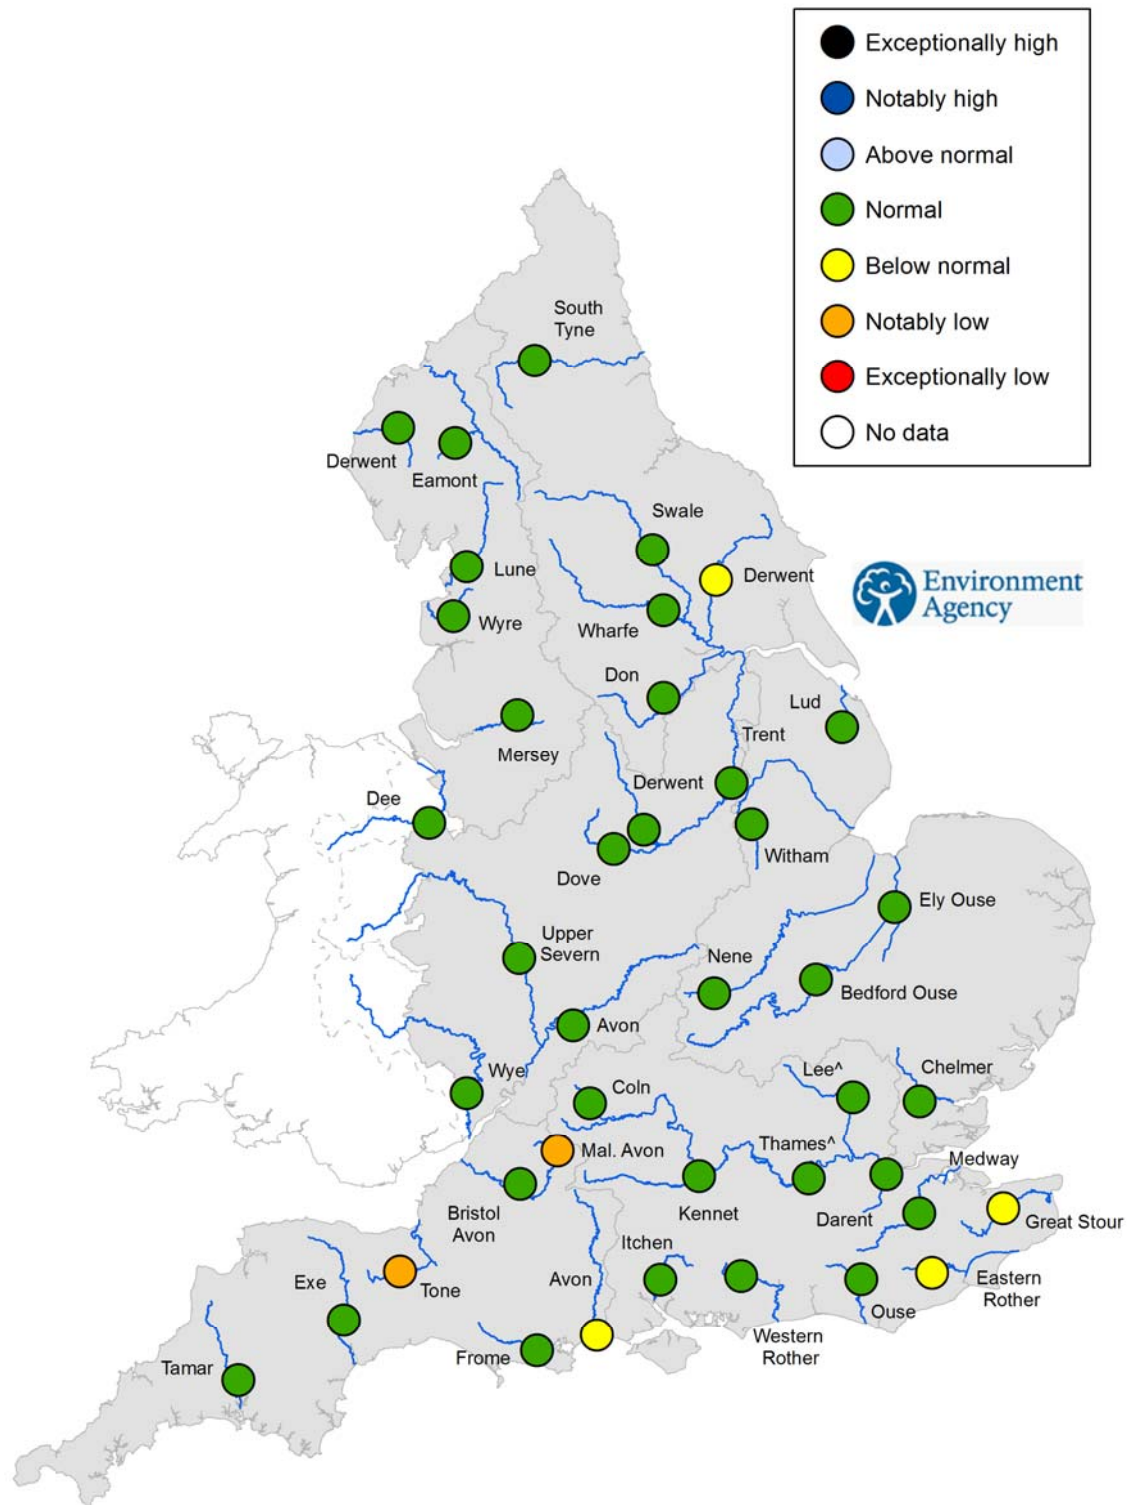 Exceptionally high
Notably high
Above normal
Normal
Below normal
Notably low
Exceptionally low
No data
South
Tyne
Derwent
Eamont
Swale
Lune
Derwent
Environment
Agency
Wyre
Wharfe
Don
Lud
Mersey
Trent
Derwent
Dee
Witham
Dove
Ely Ouse
Upper
Severn
Nene
Bedford Ouse
Avon
Wye
Coln
Lee^
Chelmer
Mal. Avon
Thames^
Medway
Bristol
Avon
Kennet
Darent
Great Stour
Itchen
Exe
Tone
Avon
Eastern
Rother
Ouse
Western
Rother
Frome
Tamar